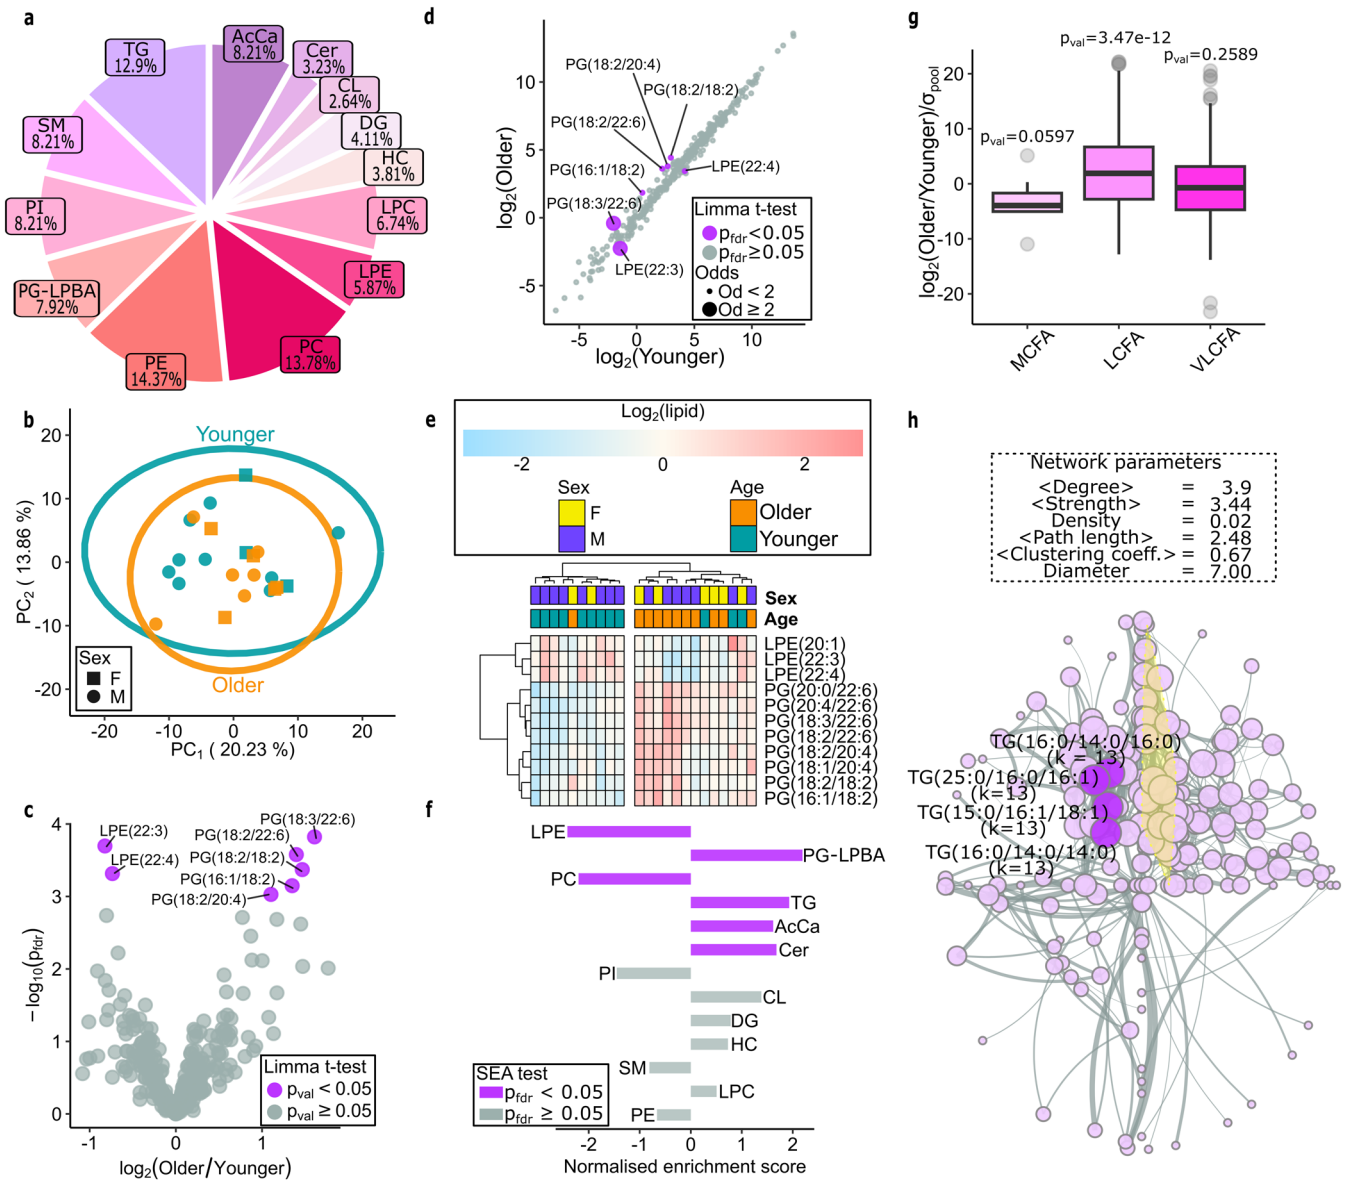 a
AcCa
8.21%
Cer
3.23%
CL
2.64%
DG
4.11%
HC
3.81%
LPC
6.74%
LPE
5.87%
PC
13.78%
PE
14.37%
PG-LPBA
7.92%
PI
8.21%
SM
8.21%
TG
12.9%
b
Younger
Older
20
10
0
-10
-20
PC2 ( 13.86 %)
Sex
F
M
-20
-10
0
10
20
PC1 ( 20.23 %)
c
LPE(22:3)
LPE(22:4)
PG(18:3/22:6)
PG(18:2/22:6)
PG(18:2/18:2)
PG(16:1/18:2)
PG(18:2/20:4)
4
3
2
1
0
−log10(pfdr)
Limma t-test
pval < 0.05
pval ≥ 0.05
-1
0
1
log2(Older/Younger)
d
PG(18:2/20:4)
PG(18:2/18:2)
PG(18:2/22:6)
PG(16:1/18:2)
LPE(22:4)
PG(18:3/22:6)
LPE(22:3)
10
5
0
-5
log2(Older)
Limma t-test
pfdr < 0.05
pfdr ≥ 0.05
Odds
Od < 2
Od ≥ 2
-5
0
5
10
log2(Younger)
e
Log2(lipid)
-2
0
2
Sex
F
M
Age
Older
Younger
Sex
Age
LPE(20:1)
LPE(22:3)
LPE(22:4)
PG(20:0/22:6)
PG(20:4/22:6)
PG(18:3/22:6)
PG(18:2/22:6)
PG(18:2/20:4)
PG(18:1/20:4)
PG(18:2/18:2)
PG(16:1/18:2)
f
LPE
PG-LPBA
PC
TG
AcCa
Cer
PI
CL
DG
HC
SM
LPC
PE
SEA test
pfdr < 0.05
pfdr ≥ 0.05
-2
-1
0
1
2
Normalised enrichment score
g
pval=3.47e-12
pval=0.2589
pval=0.0597
20
10
0
-10
-20
log2(Older/Younger)/σpool
MCFA
LCFA
VLCFA
h
Network parameters
<Degree> = 3.9
<Strength> = 3.44
Density = 0.02
<Path length> = 2.48
<Clustering coeff.> = 0.67
Diameter = 7.00
TG(16:0/14:0/16:0)
(k = 13)
TG(25:0/16:0/16:1)
(k=13)
TG(15:0/16:1/18:1)
(k=13)
TG(16:0/14:0/14:0)
(k=13)